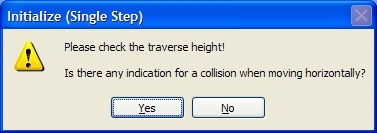 Initialize (Single Step)
Please check the traverse height!
Is there any indication for a collision when moving horizontally?
Yes
No